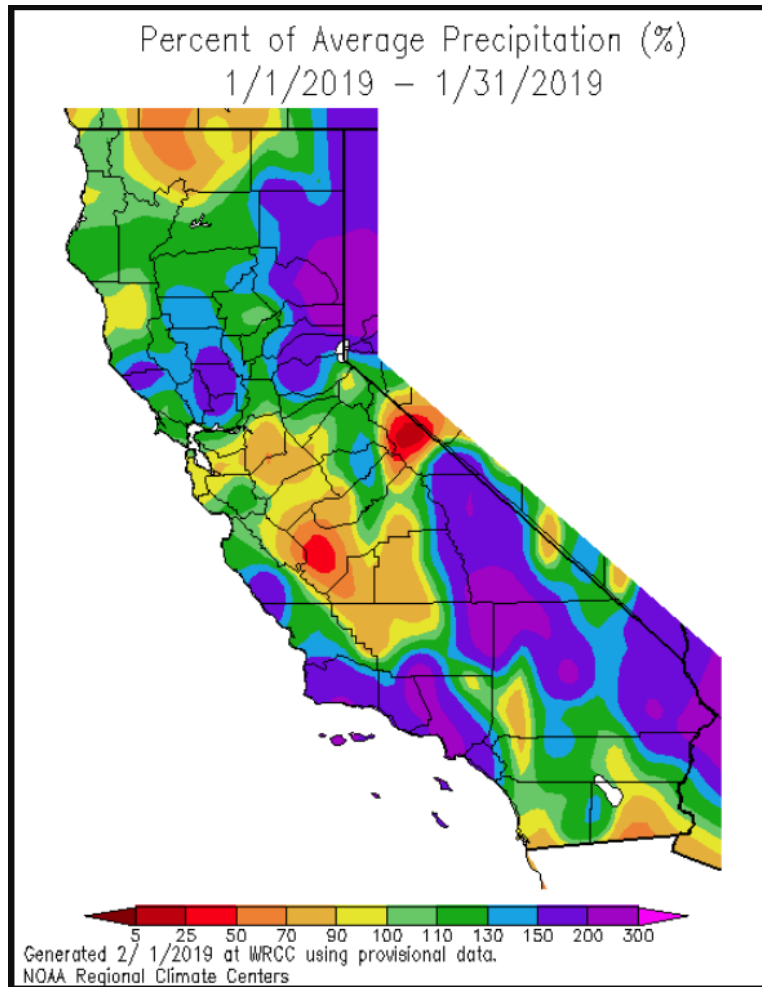 Percent of Average Precipitation (%)
1/1/2019 – 1/31/2019
5 25 50 70 90 100 110 130 150 200 300
Generated 2/ 1/2019 at WRCC using provisional data.
NOAA Regional Climate Centers